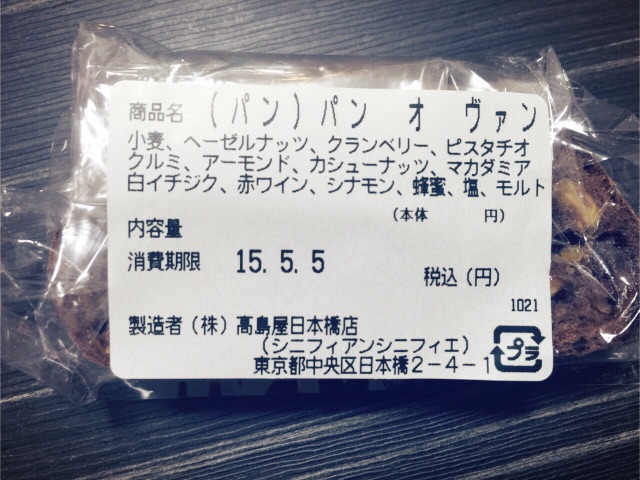 商品名 (パン)パン オ ヴァン
小麦、ヘーゼルナッツ、クランベリー、ピスタチオ
クルミ、アーモンド、カシューナッツ、マカダミア
白イチジク、赤ワイン、シナモン、蜂蜜、塩、モルト
(本体 円)
内容量
消費期限 15.5.5
税込(円)
1021
製造者(株)髙島屋日本橋店
(シニフィアンシニフィエ)
東京都中央区日本橋2-4-1
プラ